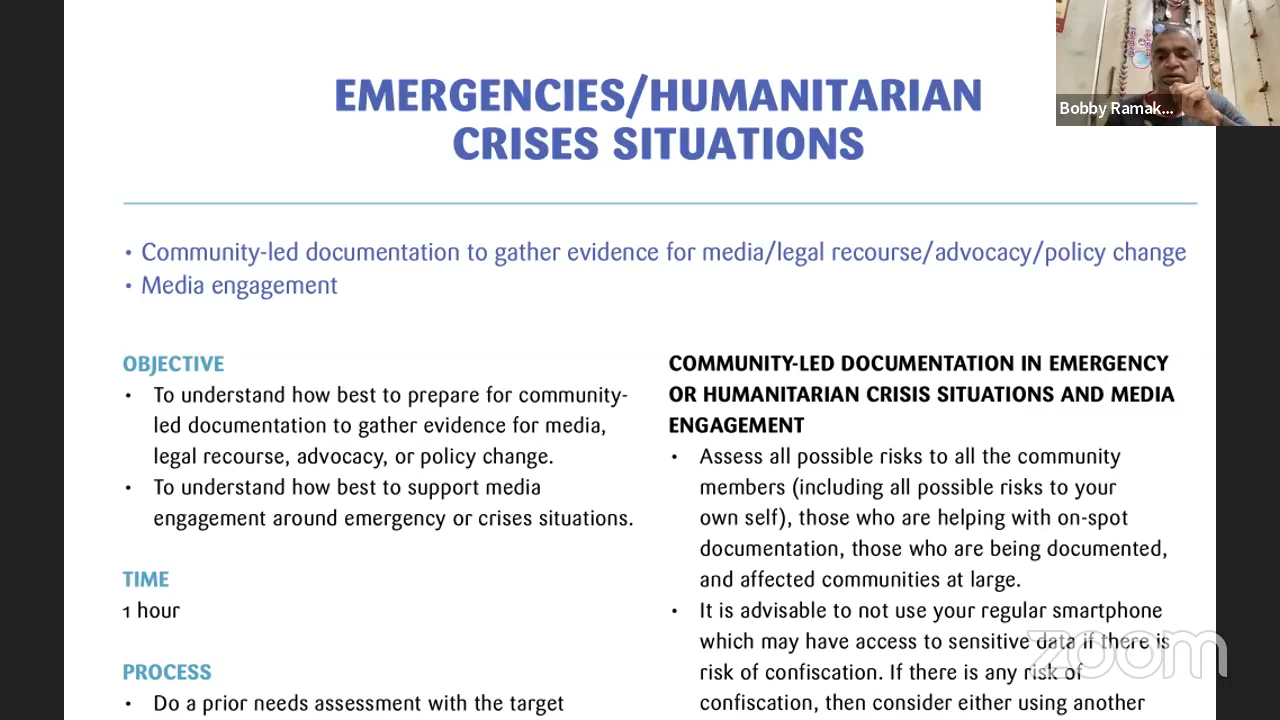 EMERGENCIES/HUMANITARIAN
CRISES SITUATIONS
• Community-led documentation to gather evidence for media/legal recourse/advocacy/policy change
• Media engagement
OBJECTIVE
• To understand how best to prepare for community-
led documentation to gather evidence for media,
legal recourse, advocacy, or policy change.
• To understand how best to support media
engagement around emergency or crises situations.
TIME
1 hour
PROCESS
• Do a prior needs assessment with the target
COMMUNITY-LED DOCUMENTATION IN EMERGENCY
OR HUMANITARIAN CRISIS SITUATIONS AND MEDIA
ENGAGEMENT
• Assess all possible risks to all the community
members (including all possible risks to your
own self), those who are helping with on-spot
documentation, those who are being documented,
and affected communities at large.
• It is advisable to not use your regular smartphone
which may have access to sensitive data if there is
risk of confiscation. If there is any risk of
confiscation, then consider either using another
Bobby Ramak...
zoom